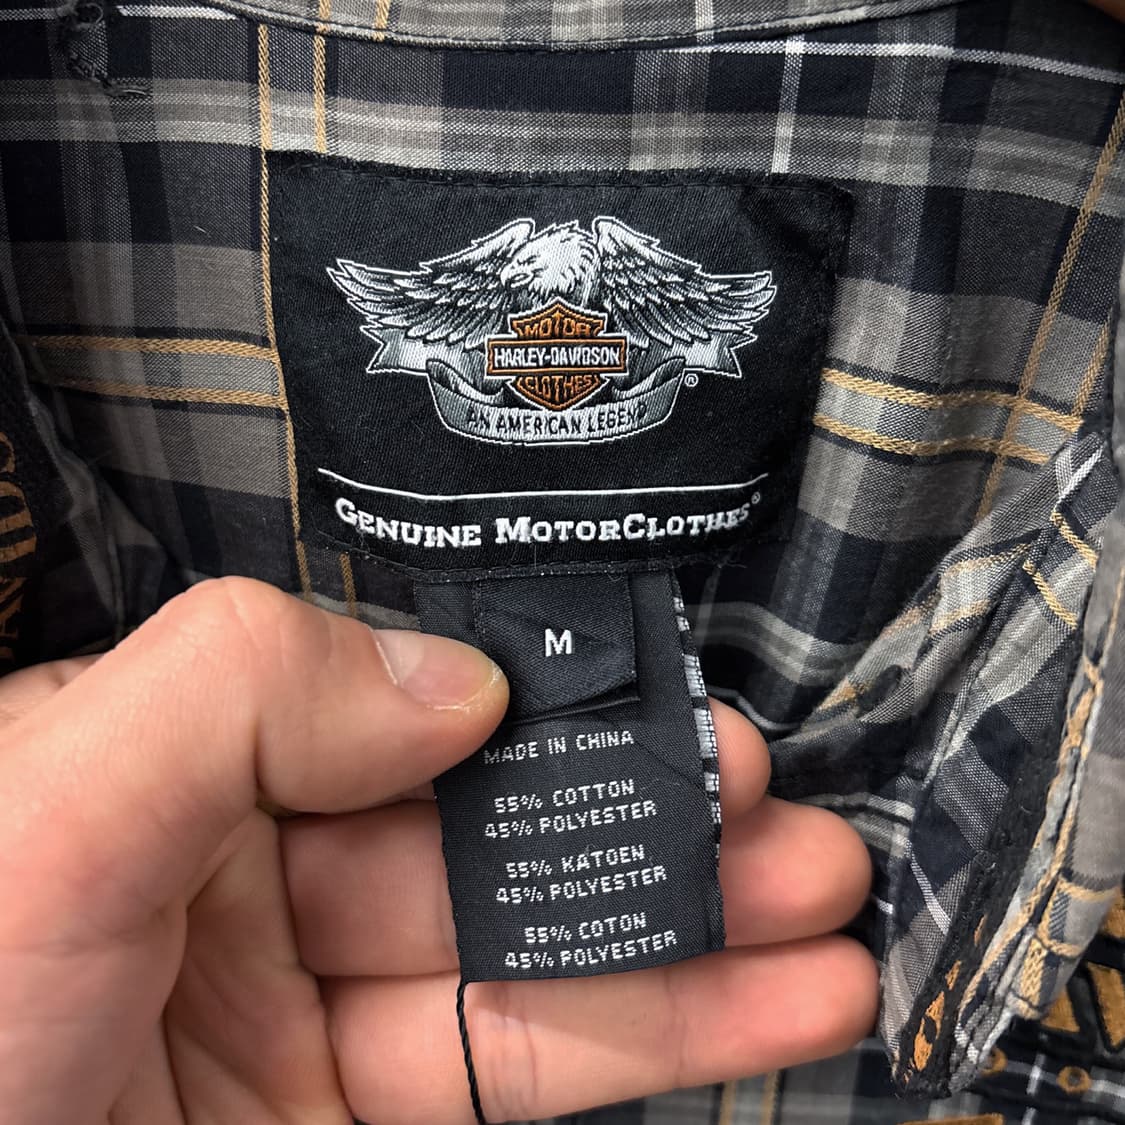 MOTOR
HARLEY-DAVIDSON
CLOTHES
®
AN AMERICAN LEGEND
GENUINE MOTORCLOTHES®
M
MADE IN CHINA
55% COTTON
45% POLYESTER
55% KATOEN
45% POLYESTER
55% COTON
45% POLYESTER